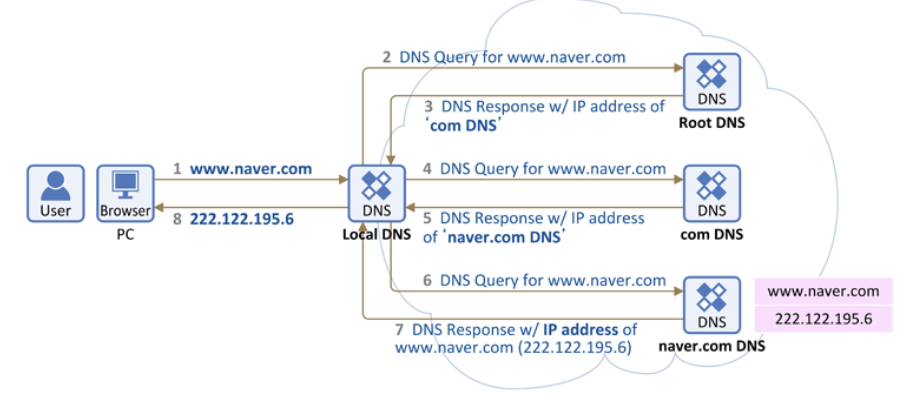 2 DNS Query for www.naver.com
DNS
Root DNS
3 DNS Response w/ IP address of
‘com DNS’
User
Browser
PC
1 www.naver.com
8 222.122.195.6
DNS
Local DNS
4 DNS Query for www.naver.com
5 DNS Response w/ IP address
of ‘naver.com DNS’
DNS
com DNS
6 DNS Query for www.naver.com
7 DNS Response w/ IP address of
www.naver.com (222.122.195.6)
DNS
naver.com DNS
www.naver.com
222.122.195.6